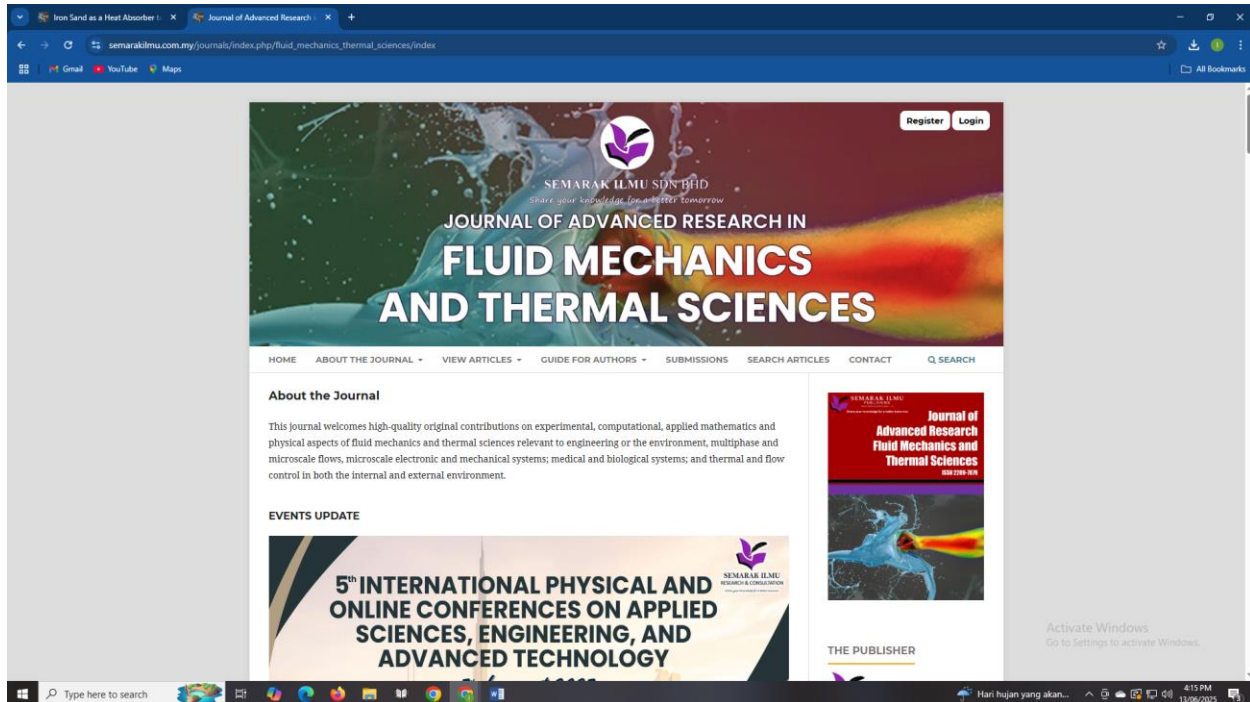 Iron Sand as a Heat Absorber t
Journal of Advanced Research i
semarakilmu.com.my/journals/index.php/fluid_mechanics_thermal_sciences/index
Gmail YouTube Maps All Bookmarks
Register Login
SEMARAK ILMU SDN BHD
Share your knowledge for a better tomorrow
JOURNAL OF ADVANCED RESEARCH IN
FLUID MECHANICS
AND THERMAL SCIENCES
HOME ABOUT THE JOURNAL VIEW ARTICLES GUIDE FOR AUTHORS SUBMISSIONS SEARCH ARTICLES CONTACT SEARCH
About the Journal
This journal welcomes high-quality original contributions on experimental, computational, applied mathematics and
physical aspects of fluid mechanics and thermal sciences relevant to engineering or the environment, multiphase and
microscale flows, microscale electronic and mechanical systems; medical and biological systems; and thermal and flow
control in both the internal and external environment.
EVENTS UPDATE
SEMARAK ILMU
RESEARCH & CONSULTATION
5th INTERNATIONAL PHYSICAL AND
ONLINE CONFERENCES ON APPLIED
SCIENCES, ENGINEERING, AND
ADVANCED TECHNOLOGY
SEMARAK ILMU
Journal of
Advanced Research
Fluid Mechanics and
Thermal Sciences
ISSN 2289-7879
THE PUBLISHER
Activate Windows
Go to Settings to activate Windows.
Type here to search
Hari hujan yang akan...
4:15 PM
13/06/2025